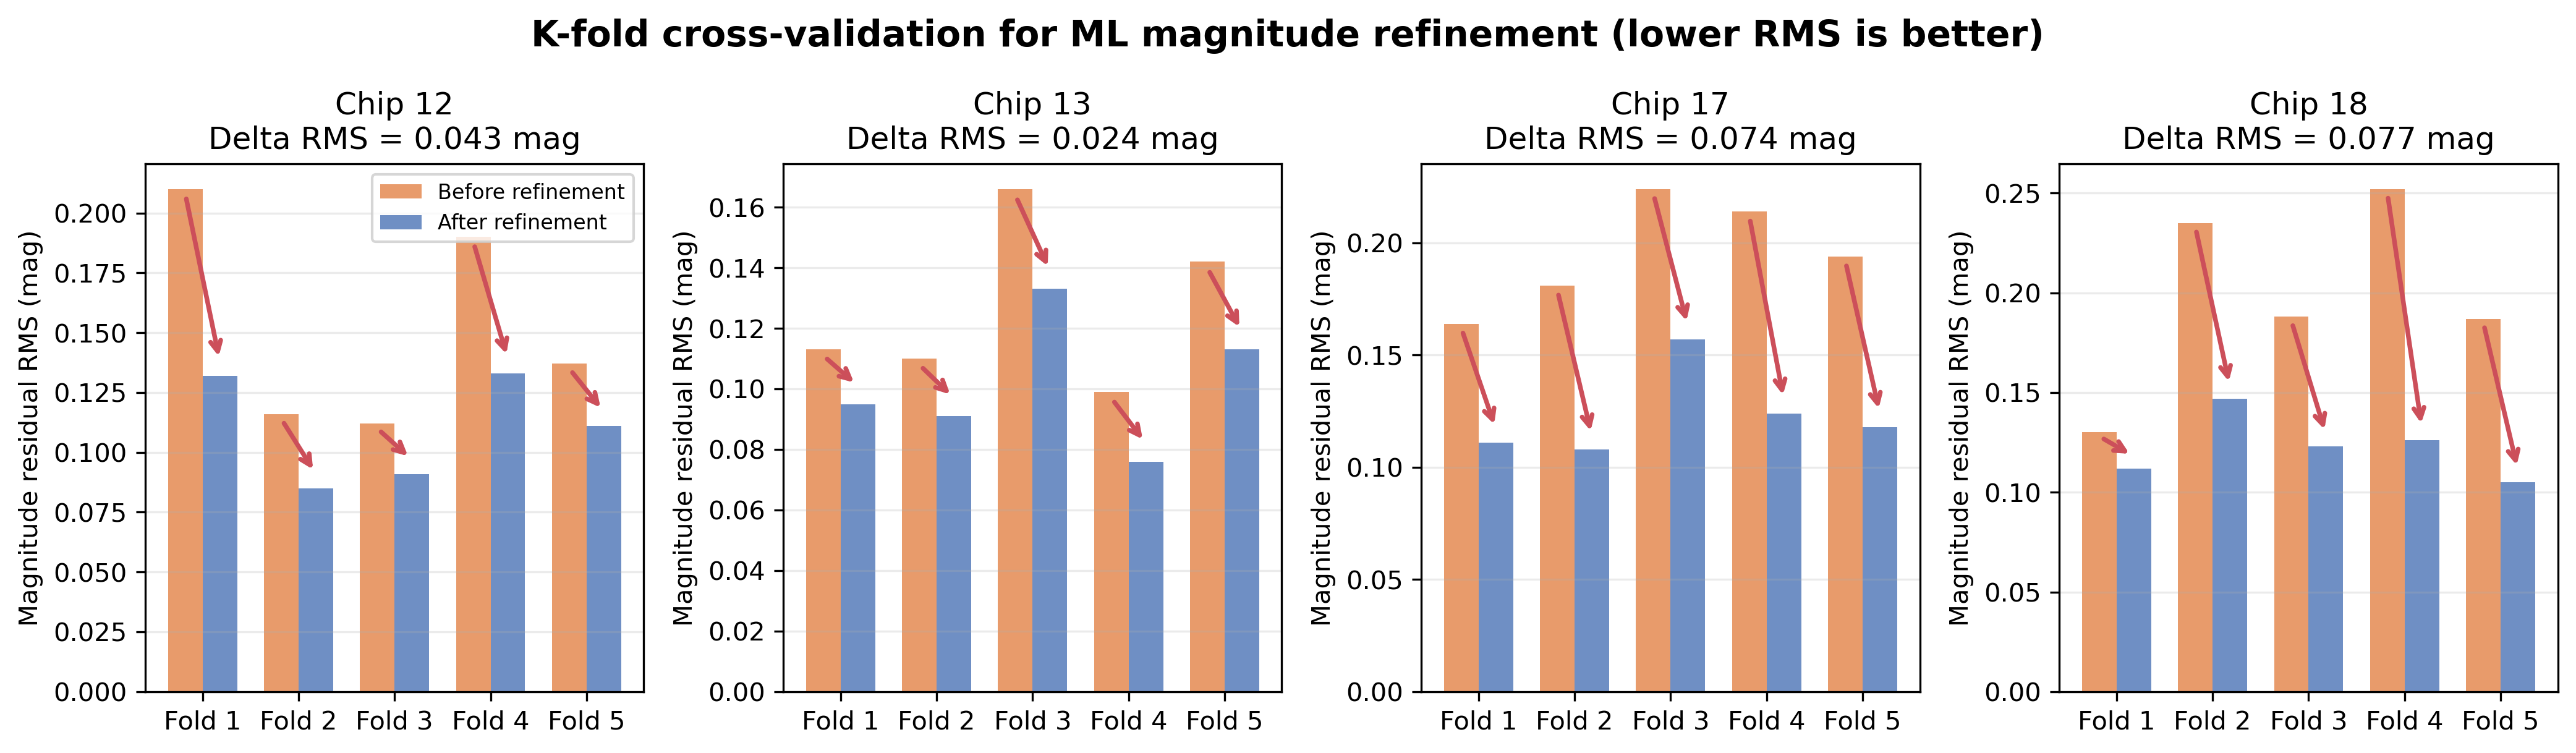 K-fold cross-validation for ML magnitude refinement (lower RMS is better)
Chip 12
Delta RMS = 0.043 mag
Magnitude residual RMS (mag)
0.200
0.175
0.150
0.125
0.100
0.075
0.050
0.025
0.000
Before refinement
After refinement
Fold 1 Fold 2 Fold 3 Fold 4 Fold 5
Chip 13
Delta RMS = 0.024 mag
Magnitude residual RMS (mag)
0.16
0.14
0.12
0.10
0.08
0.06
0.04
0.02
0.00
Fold 1 Fold 2 Fold 3 Fold 4 Fold 5
Chip 17
Delta RMS = 0.074 mag
Magnitude residual RMS (mag)
0.20
0.15
0.10
0.05
0.00
Fold 1 Fold 2 Fold 3 Fold 4 Fold 5
Chip 18
Delta RMS = 0.077 mag
Magnitude residual RMS (mag)
0.25
0.20
0.15
0.10
0.05
0.00
Fold 1 Fold 2 Fold 3 Fold 4 Fold 5